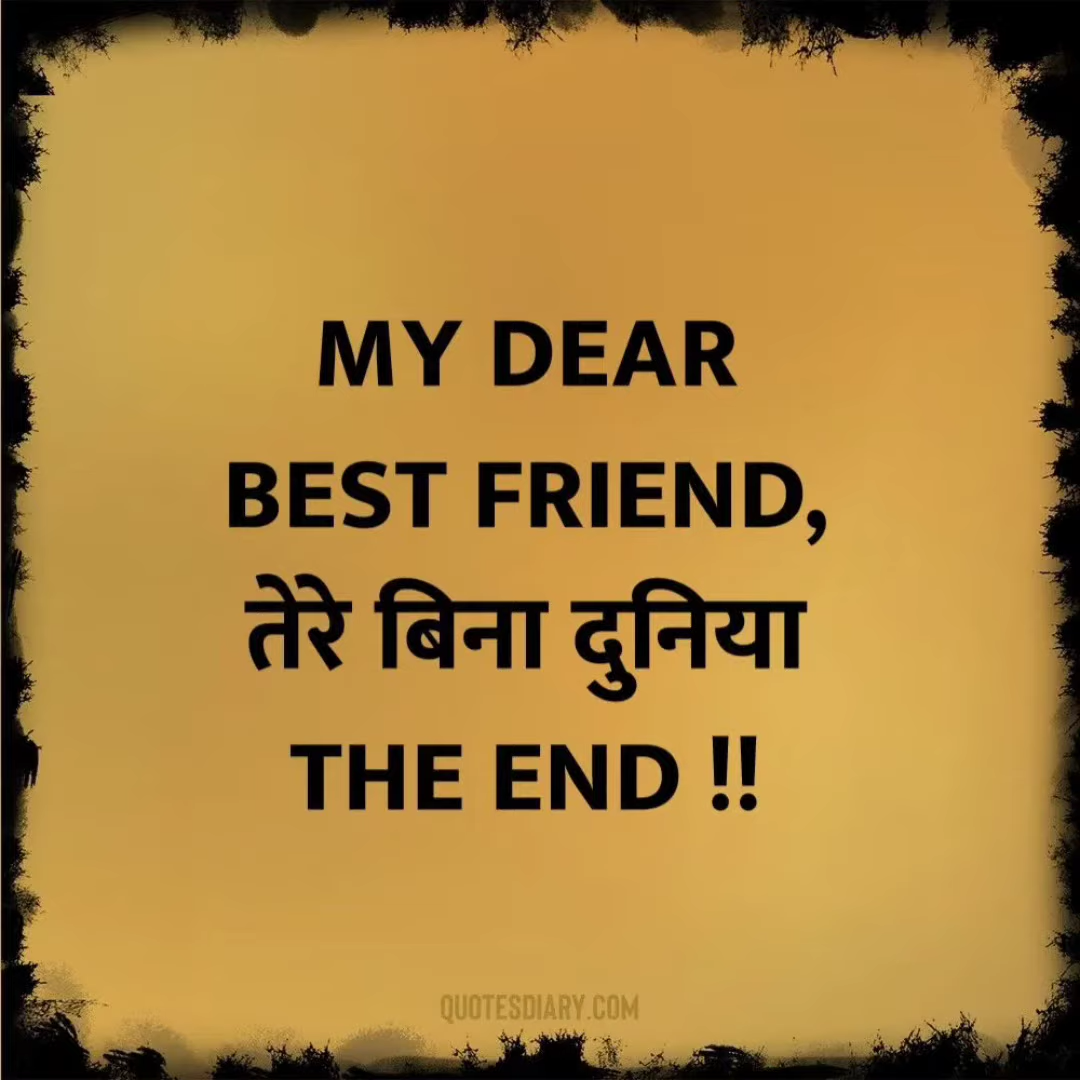 MY DEAR
BEST FRIEND,
तेरे बिना दुनिया
THE END !!
QUOTESDIARY.COM